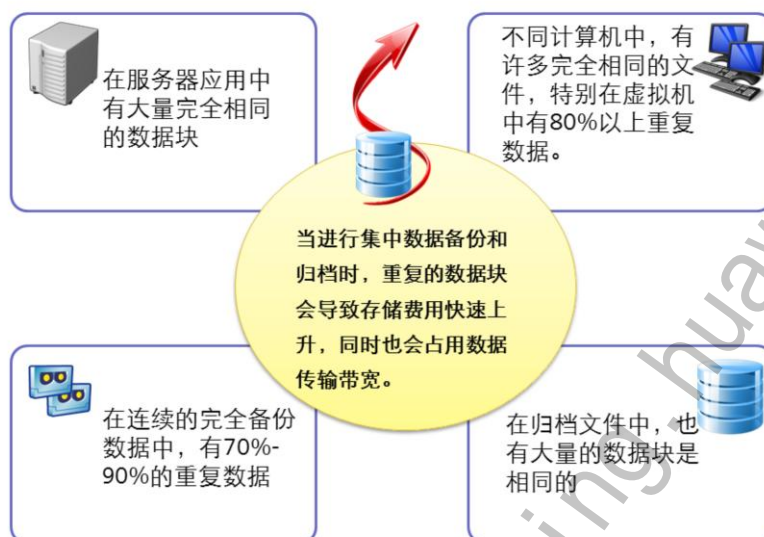 在服务器应用中
有大量完全相同
的数据块
不同计算机中，有
许多完全相同的文
件，特别在虚拟机
中有80%以上重复
数据。
当进行集中数据备份和
归档时，重复的数据块
会导致存储费用快速上
升，同时也会占用数据
传输带宽。
在连续的完全备份
数据中，有70%-
90%的重复数据
在归档文件中，也
有大量的数据块是
相同的
ing.huaw